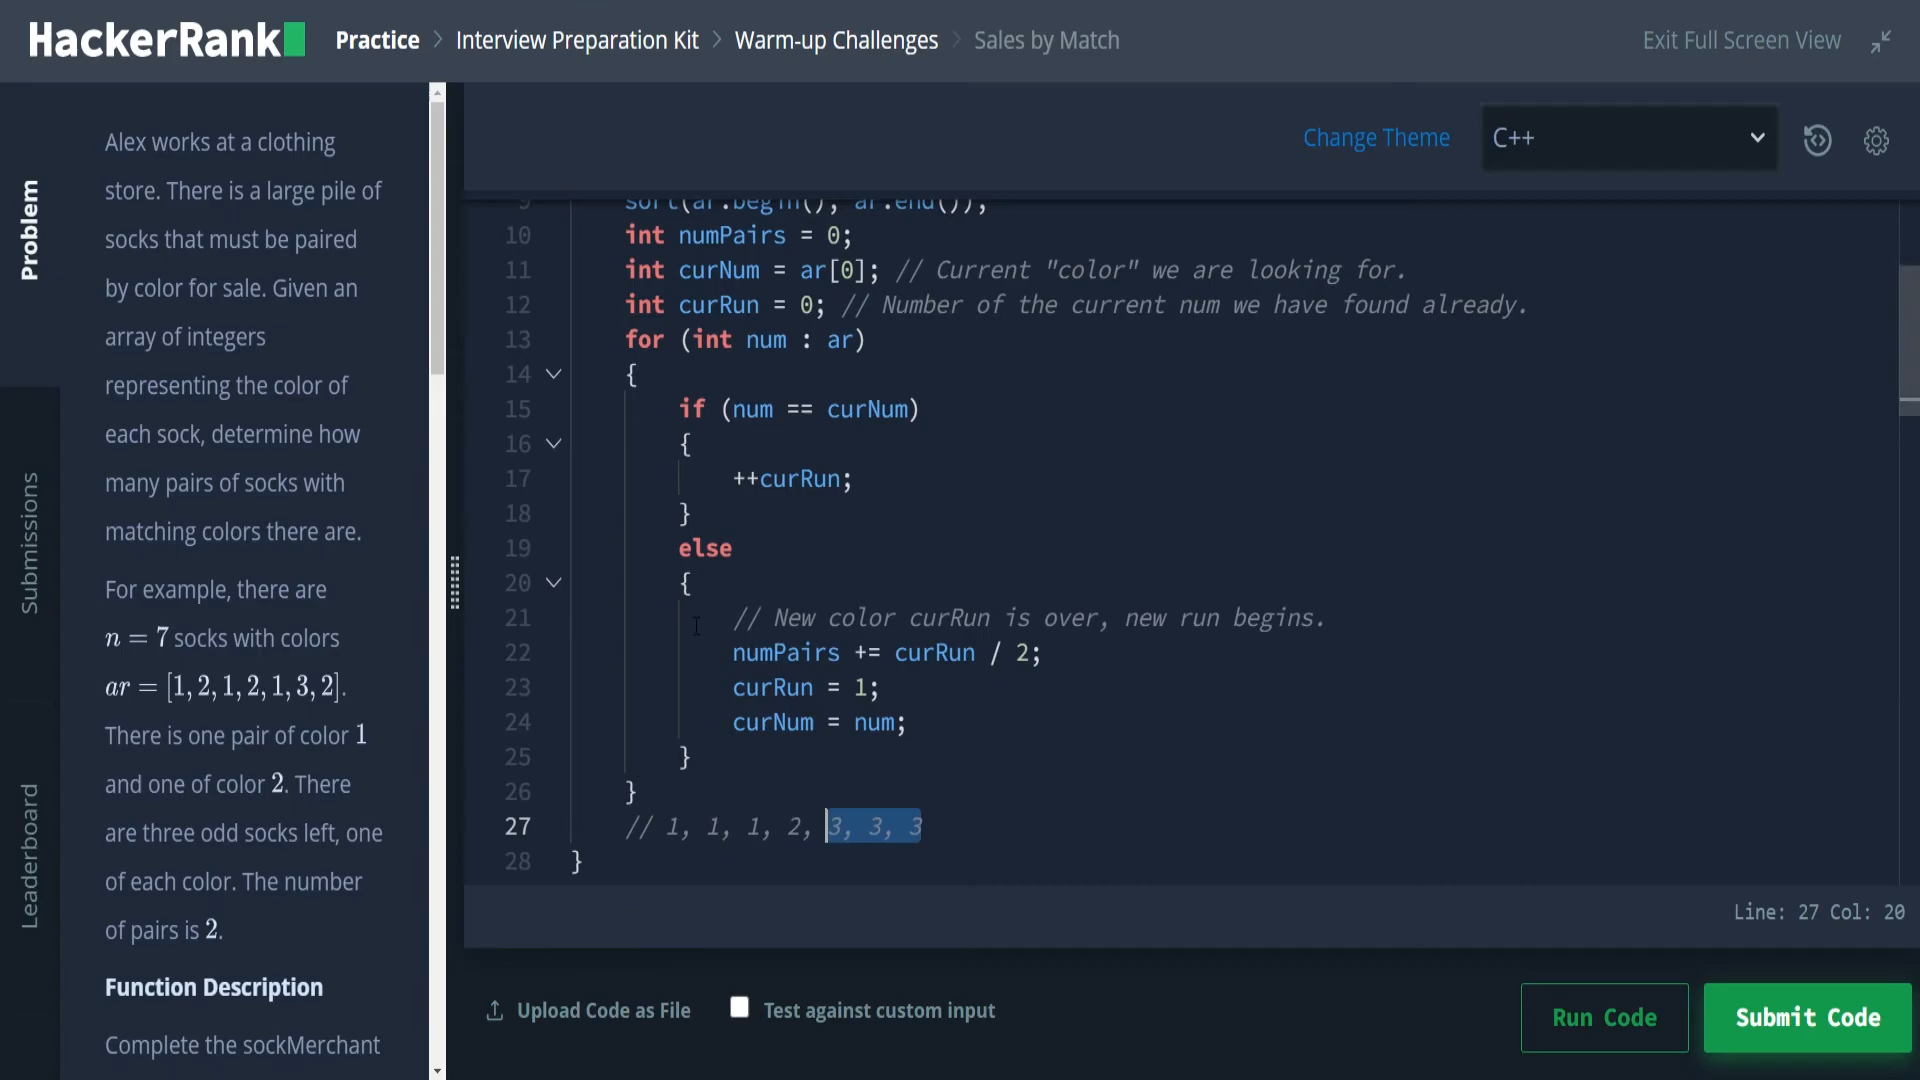 HackerRank
Practice > Interview Preparation Kit > Warm-up Challenges > Sales by Match
Exit Full Screen View
Problem
Submissions
Leaderboard
Alex works at a clothing
store. There is a large pile of
socks that must be paired
by color for sale. Given an
array of integers
representing the color of
each sock, determine how
many pairs of socks with
matching colors there are.
For example, there are
n = 7 socks with colors
ar = [1, 2, 1, 2, 1, 3, 2].
There is one pair of color 1
and one of color 2. There
are three odd socks left, one
of each color. The number
of pairs is 2.
Function Description
Complete the sockMerchant
Change Theme
C++
9 sort(ar.begin(), ar.end());
10 int numPairs = 0;
11 int curNum = ar[0]; // Current "color" we are looking for.
12 int curRun = 0; // Number of the current num we have found already.
13 for (int num : ar)
14 {
15 if (num == curNum)
16 {
17 ++curRun;
18 }
19 else
20 {
21 // New color curRun is over, new run begins.
22 numPairs += curRun / 2;
23 curRun = 1;
24 curNum = num;
25 }
26 }
27 // 1, 1, 1, 2, 3, 3, 3
28 }
Line: 27 Col: 20
Upload Code as File
Test against custom input
Run Code
Submit Code